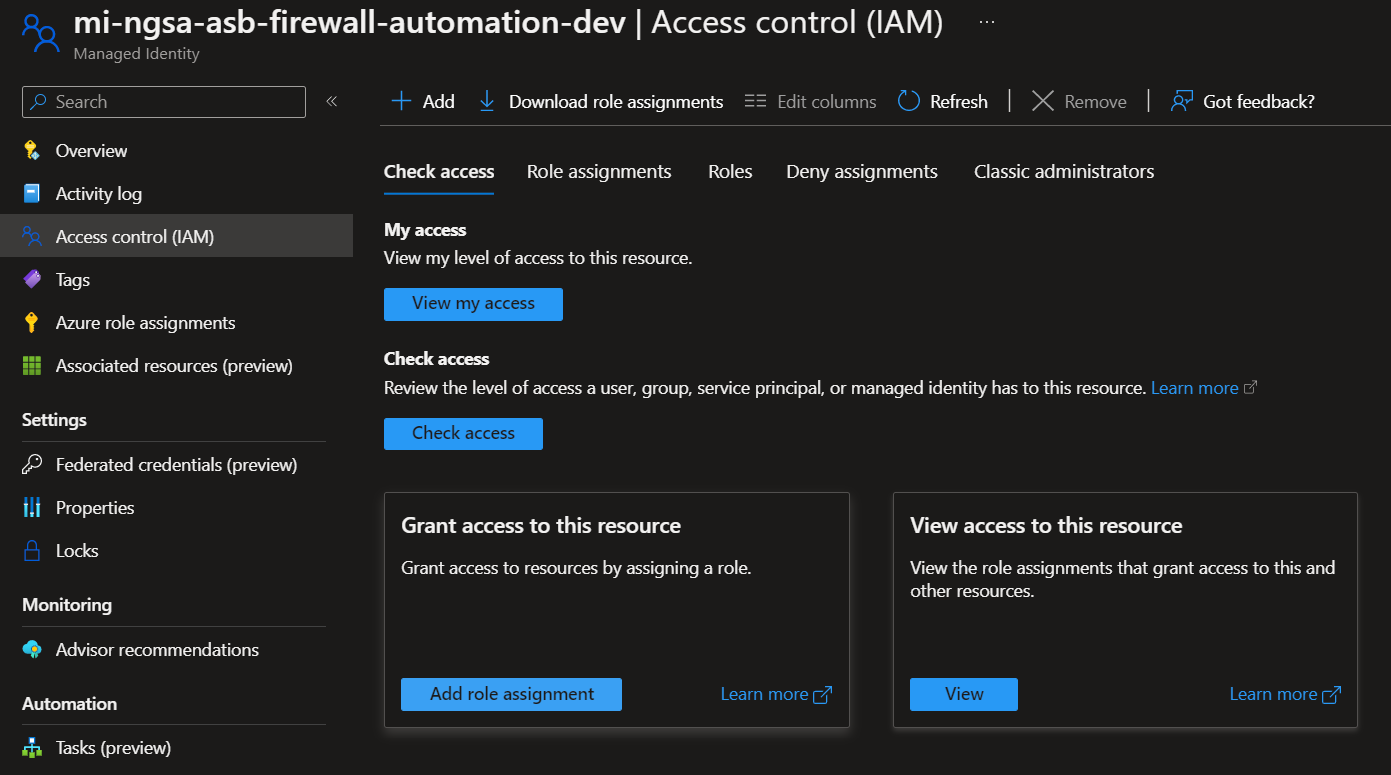 mi-ngsa-asb-firewall-automation-dev | Access control (IAM) ...
Managed Identity
Search
«
Add
Download role assignments
Edit columns
Refresh
Remove
Got feedback?
Overview
Activity log
Access control (IAM)
Tags
Azure role assignments
Associated resources (preview)
Settings
Federated credentials (preview)
Properties
Locks
Monitoring
Advisor recommendations
Automation
Tasks (preview)
Check access
Role assignments
Roles
Deny assignments
Classic administrators
My access
View my level of access to this resource.
View my access
Check access
Review the level of access a user, group, service principal, or managed identity has to this resource. Learn more
Check access
Grant access to this resource
Grant access to resources by assigning a role.
Add role assignment
Learn more
View access to this resource
View the role assignments that grant access to this and
other resources.
View
Learn more